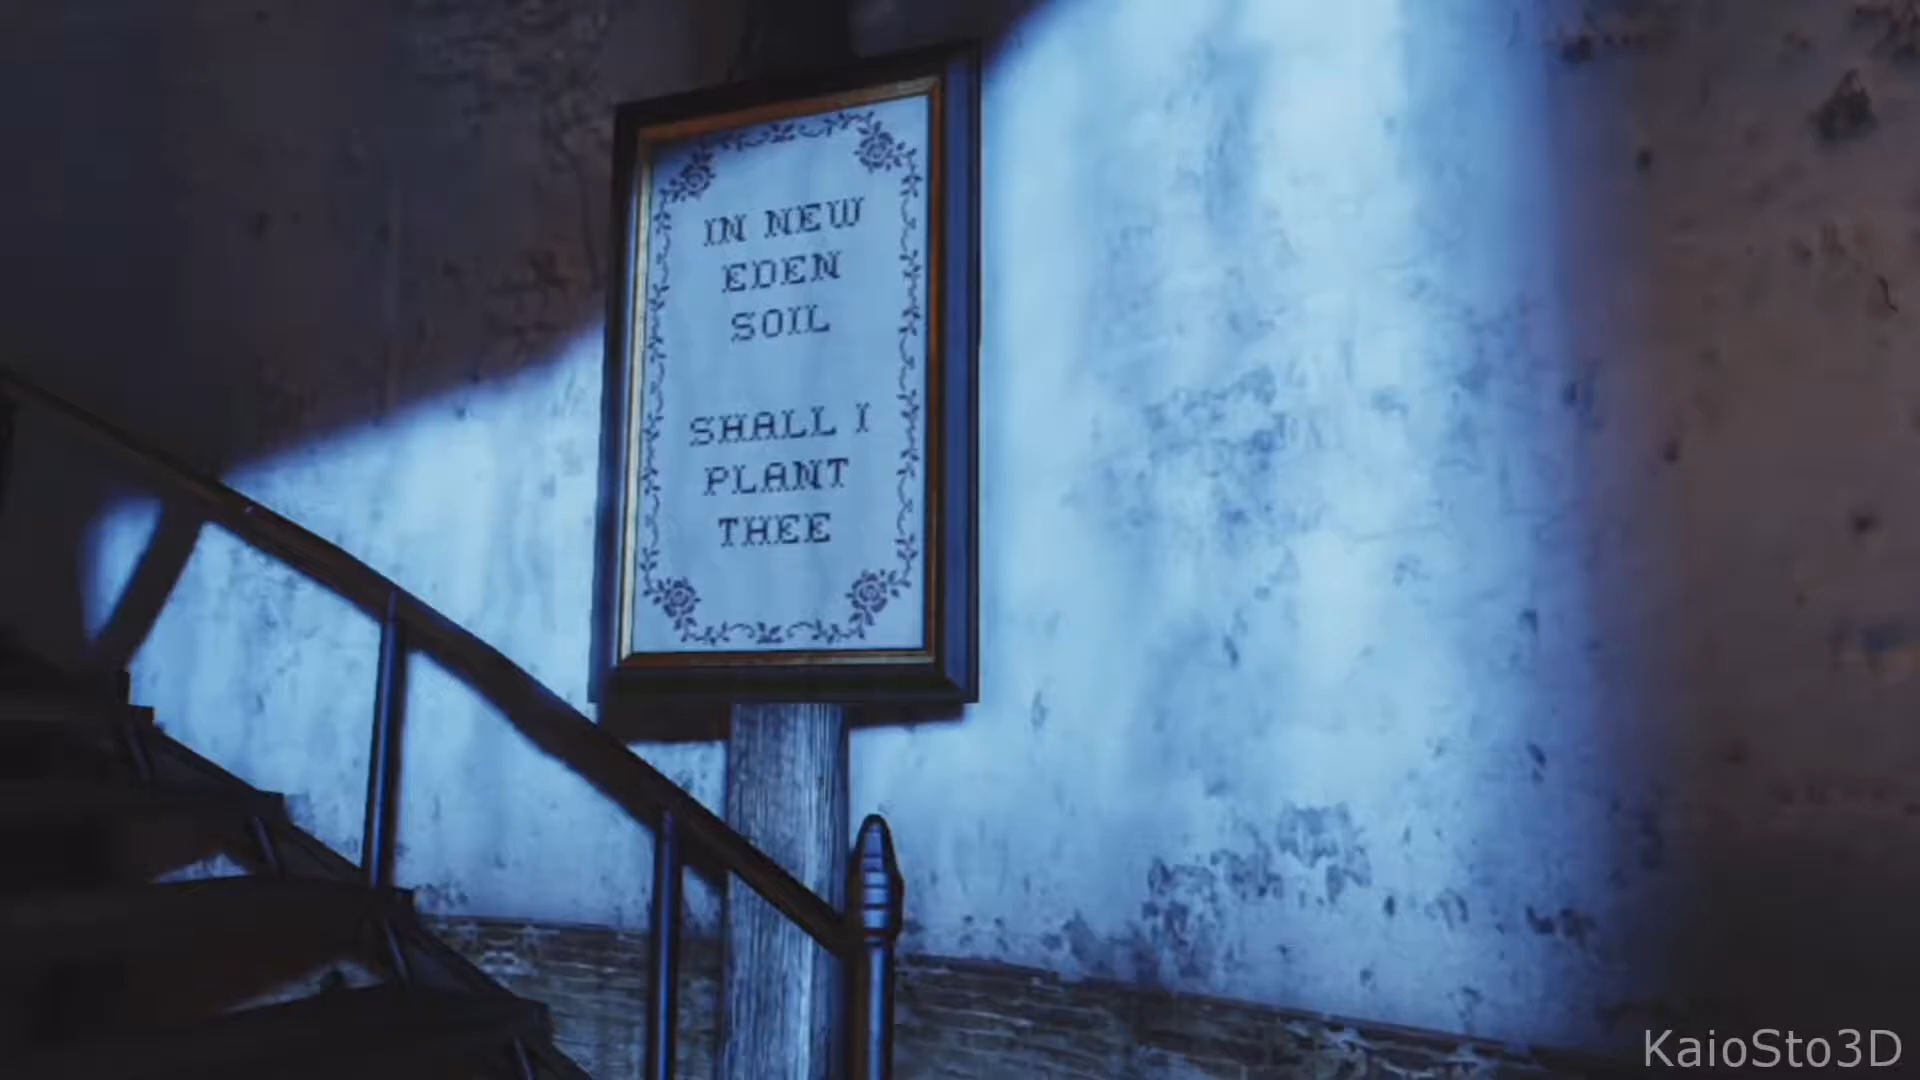 IN NEW
EDEN
SOIL
SHALL I
PLANT
THEE
KaioSto3D